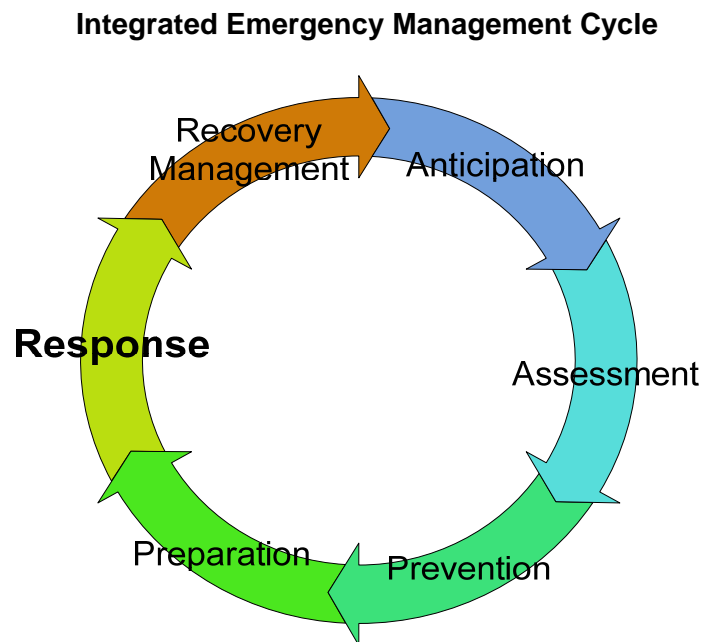 Integrated Emergency Management Cycle
Recovery
Management
Anticipation
Response
Assessment
Preparation
Prevention